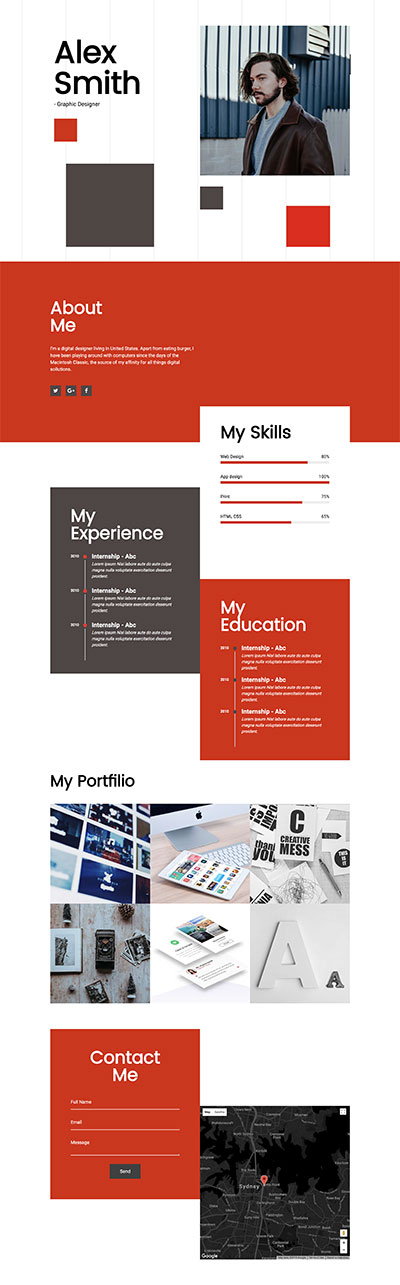 Alex
Smith
- Graphic Designer
About
Me
I'm a digital designer living in United States. Apart from eating burger, I
have been playing around with computers since the days of the
Macintosh Classic, the source of my affinity for all things digital
solutions.
My Skills
Web Design 80%
App design 100%
Print 75%
HTML CSS 65%
My
Experience
2010 Internship - Abc
Lorem ipsum Nisi labore aute do aute culpa
magna nulla voluptate exercitation deserunt
proident
2010 Internship - Abc
Lorem ipsum Nisi labore aute do aute culpa
magna nulla voluptate exercitation deserunt
proident
2010 Internship - Abc
Lorem ipsum Nisi labore aute do aute culpa
magna nulla voluptate exercitation deserunt
proident
My
Education
2010 Internship - Abc
Lorem ipsum Nisi labore aute do aute culpa
magna nulla voluptate exercitation deserunt
proident
2010 Internship - Abc
Lorem ipsum Nisi labore aute do aute culpa
magna nulla voluptate exercitation deserunt
proident
2010 Internship - Abc
Lorem ipsum Nisi labore aute do aute culpa
magna nulla voluptate exercitation deserunt
proident
My Portfilio
thank
you
C
CREATIVE
MESS
THIS
IS IT
A A
Contact
Me
Full Name
Email
Message
Send
Map Satellite
Sydney
Google